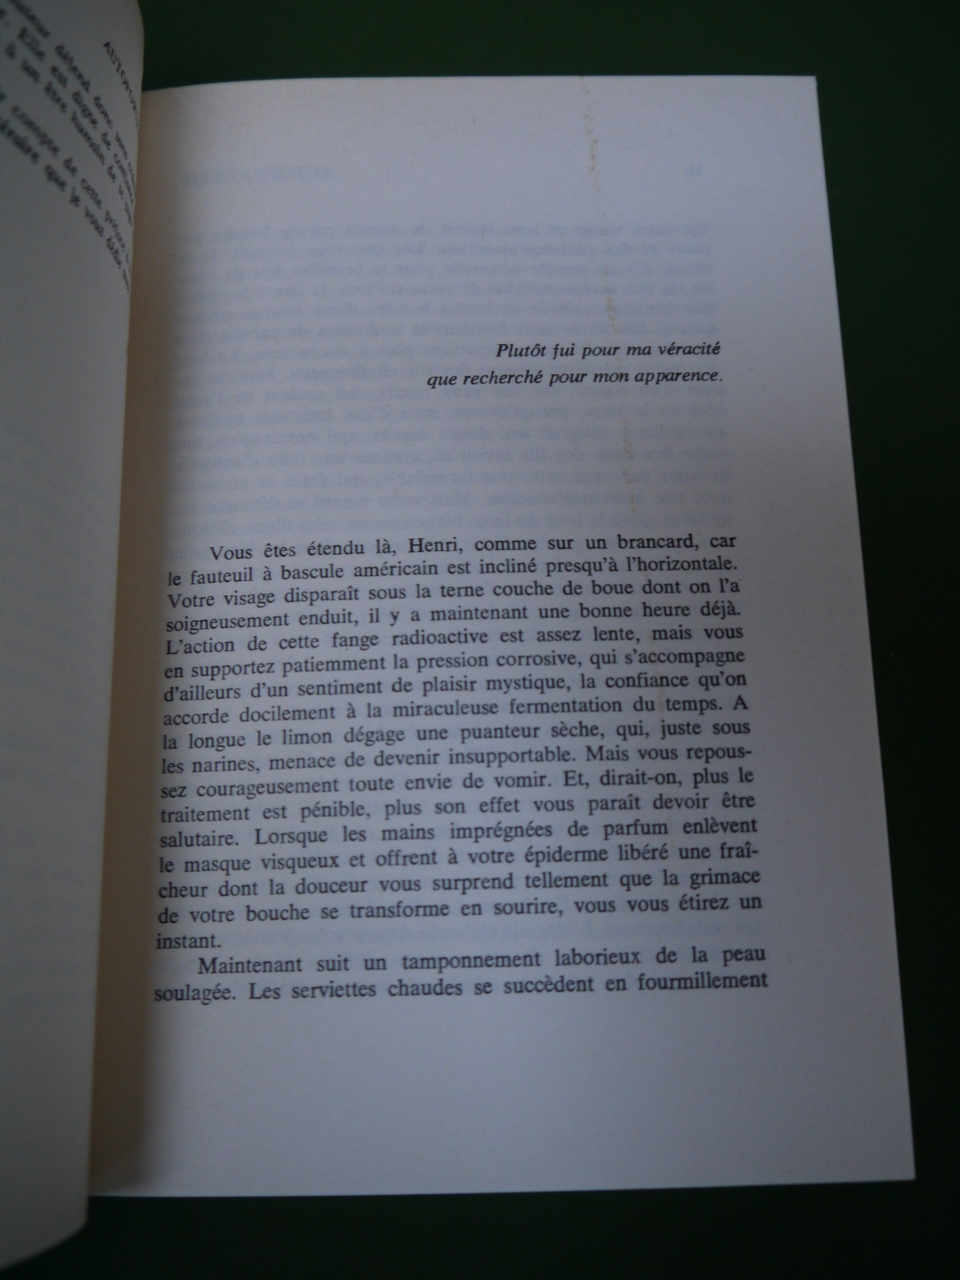 AUTOPOR
Plutôt fui pour ma véracité
que recherché pour mon apparence.
Vous êtes étendu là, Henri, comme sur un brancard, car
le fauteuil à bascule américain est incliné presqu'à l'horizontale.
Votre visage disparaît sous la terne couche de boue dont on l'a
soigneusement enduit, il y a maintenant une bonne heure déjà.
L'action de cette fange radioactive est assez lente, mais vous
en supportez patiemment la pression corrosive, qui s'accompagne
d'ailleurs d'un sentiment de plaisir mystique, la confiance qu'on
accorde docilement à la miraculeuse fermentation du temps. A
la longue le limon dégage une puanteur sèche, qui, juste sous
les narines, menace de devenir insupportable. Mais vous repous-
sez courageusement toute envie de vomir. Et, dirait-on, plus le
traitement est pénible, plus son effet vous paraît devoir être
salutaire. Lorsque les mains imprégnées de parfum enlèvent
le masque visqueux et offrent à votre épiderme libéré une fraî-
cheur dont la douceur vous surprend tellement que la grimace
de votre bouche se transforme en sourire, vous vous étirez un
instant.
Maintenant suit un tamponnement laborieux de la peau
soulagée. Les serviettes chaudes se succèdent en fourmillement